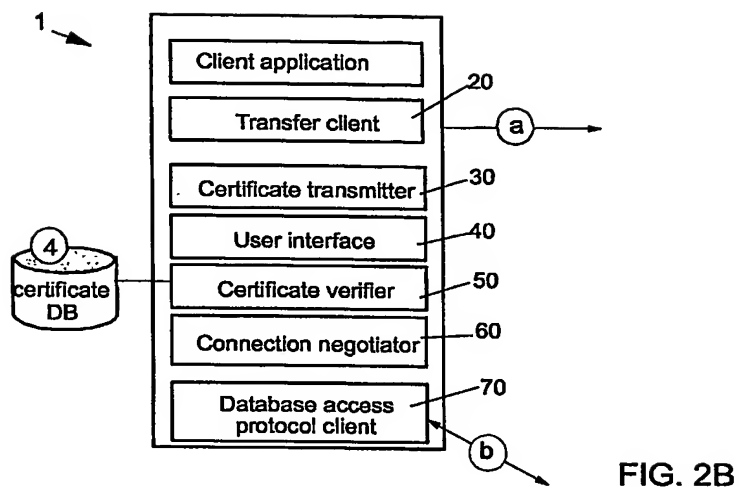 1
Client application
20
Transfer client
a
Certificate transmitter
30
User interface
40
4
certificate
DB
Certificate verifier
50
Connection negotiator
60
70
Database access
protocol client
b
FIG. 2B